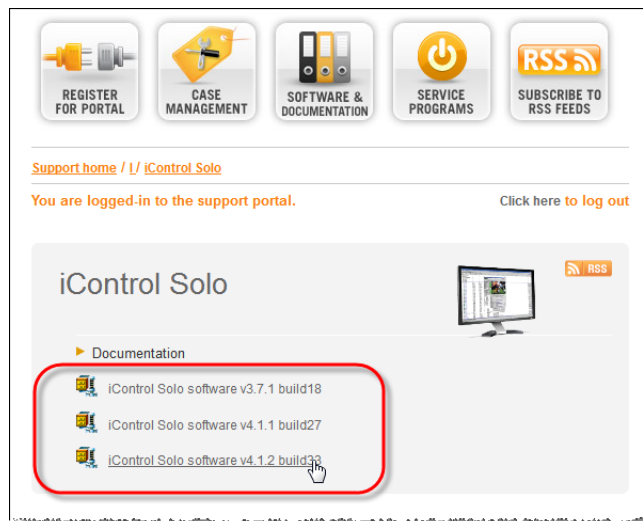 REGISTER
FOR PORTAL
CASE
MANAGEMENT
SOFTWARE &
DOCUMENTATION
SERVICE
PROGRAMS
RSS
SUBSCRIBE TO
RSS FEEDS
Support home / I / iControl Solo
You are logged-in to the support portal.
Click here to log out
iControl Solo
RSS
Documentation
iControl Solo software v3.7.1 build18
iControl Solo software v4.1.1 build27
iControl Solo software v4.1.2 build33